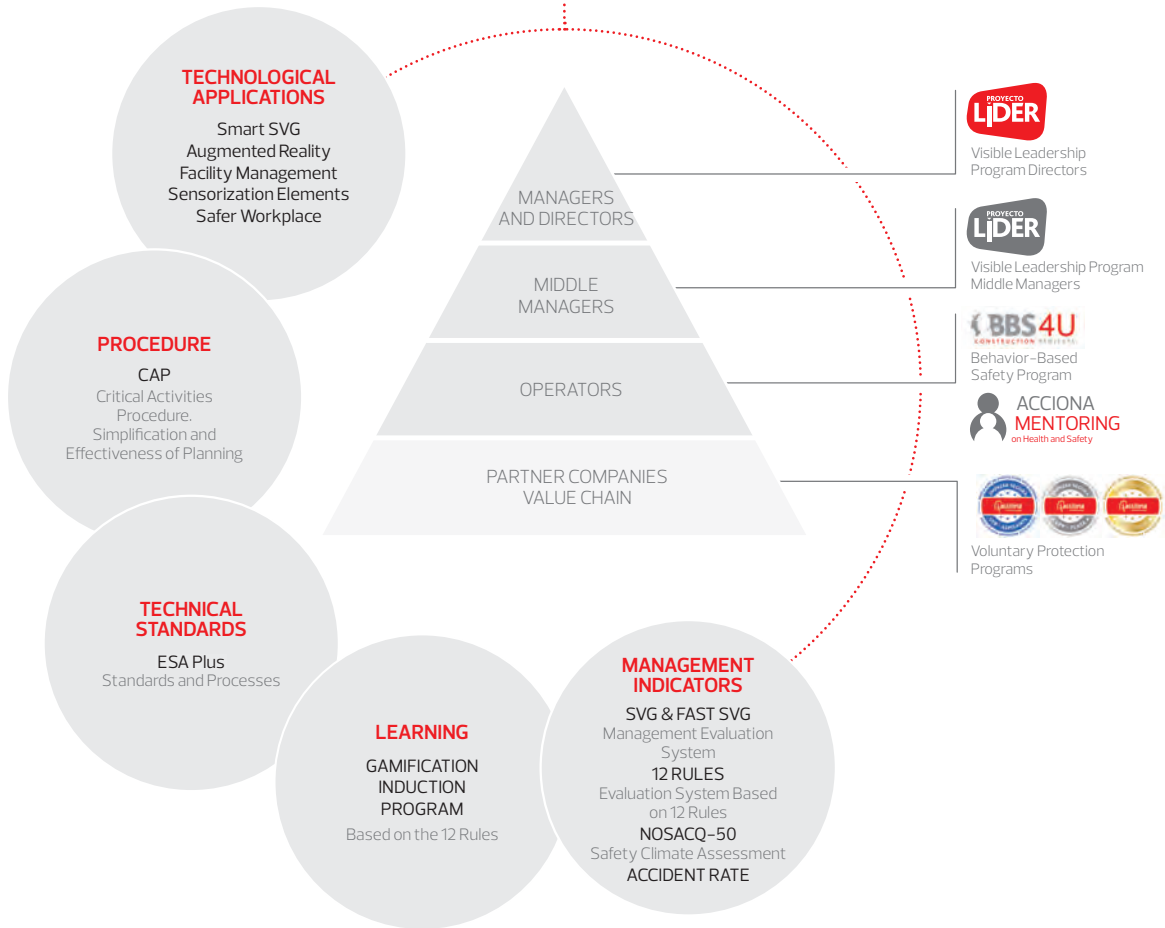 TECHNOLOGICAL
APPLICATIONS
Smart SVG
Augmented Reality
Facility Management
Sensorization Elements
Safer Workplace
PROCEDURE
CAP
Critical Activities
Procedure.
Simplification and
Effectiveness of Planning
TECHNICAL
STANDARDS
ESA Plus
Standards and Processes
LEARNING
GAMIFICATION
INDUCTION
PROGRAM
Based on the 12 Rules
MANAGEMENT
INDICATORS
SVG & FAST SVG
Management Evaluation
System
12 RULES
Evaluation System Based
on 12 Rules
NOSACQ-50
Safety Climate Assessment
ACCIDENT RATE
MANAGERS
AND DIRECTORS
MIDDLE
MANAGERS
OPERATORS
PARTNER COMPANIES
VALUE CHAIN
PROYECTO
LiDER
Visible Leadership
Program Directors
PROYECTO
LiDER
Visible Leadership Program
Middle Managers
BBS4U
CONSTRUCTION
Behavior-Based
Safety Program
ACCIONA
MENTORING
on Health and Safety
acciona
acciona
acciona
Voluntary Protection
Programs